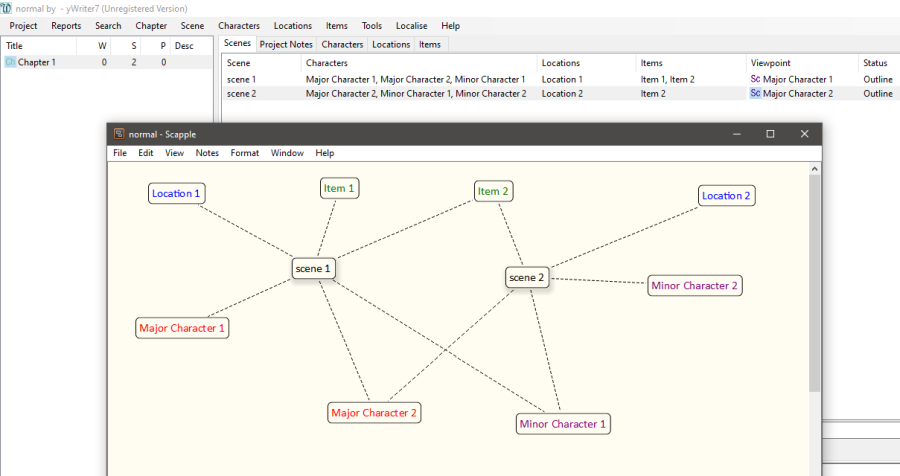 normal by - yWriter7 (Unregistered Version)
Project Reports Search Chapter Scene Characters Locations Items Tools Localise Help
Title W S P Desc
Ch Chapter 1 0 2 0
Scenes Project Notes Characters Locations Items
Scene Characters Locations Items Viewpoint Status
scene 1 Major Character 1, Major Character 2, Minor Character 1 Location 1 Item 1, Item 2 Sc Major Character 1 Outline
scene 2 Major Character 2, Minor Character 1, Minor Character 2 Location 2 Item 2 Sc Major Character 2 Outline
normal - Scapple
File Edit View Notes Format Window Help
Location 1 Item 1 Item 2 Location 2
scene 1 scene 2
Minor Character 2
Major Character 1
Major Character 2
Minor Character 1